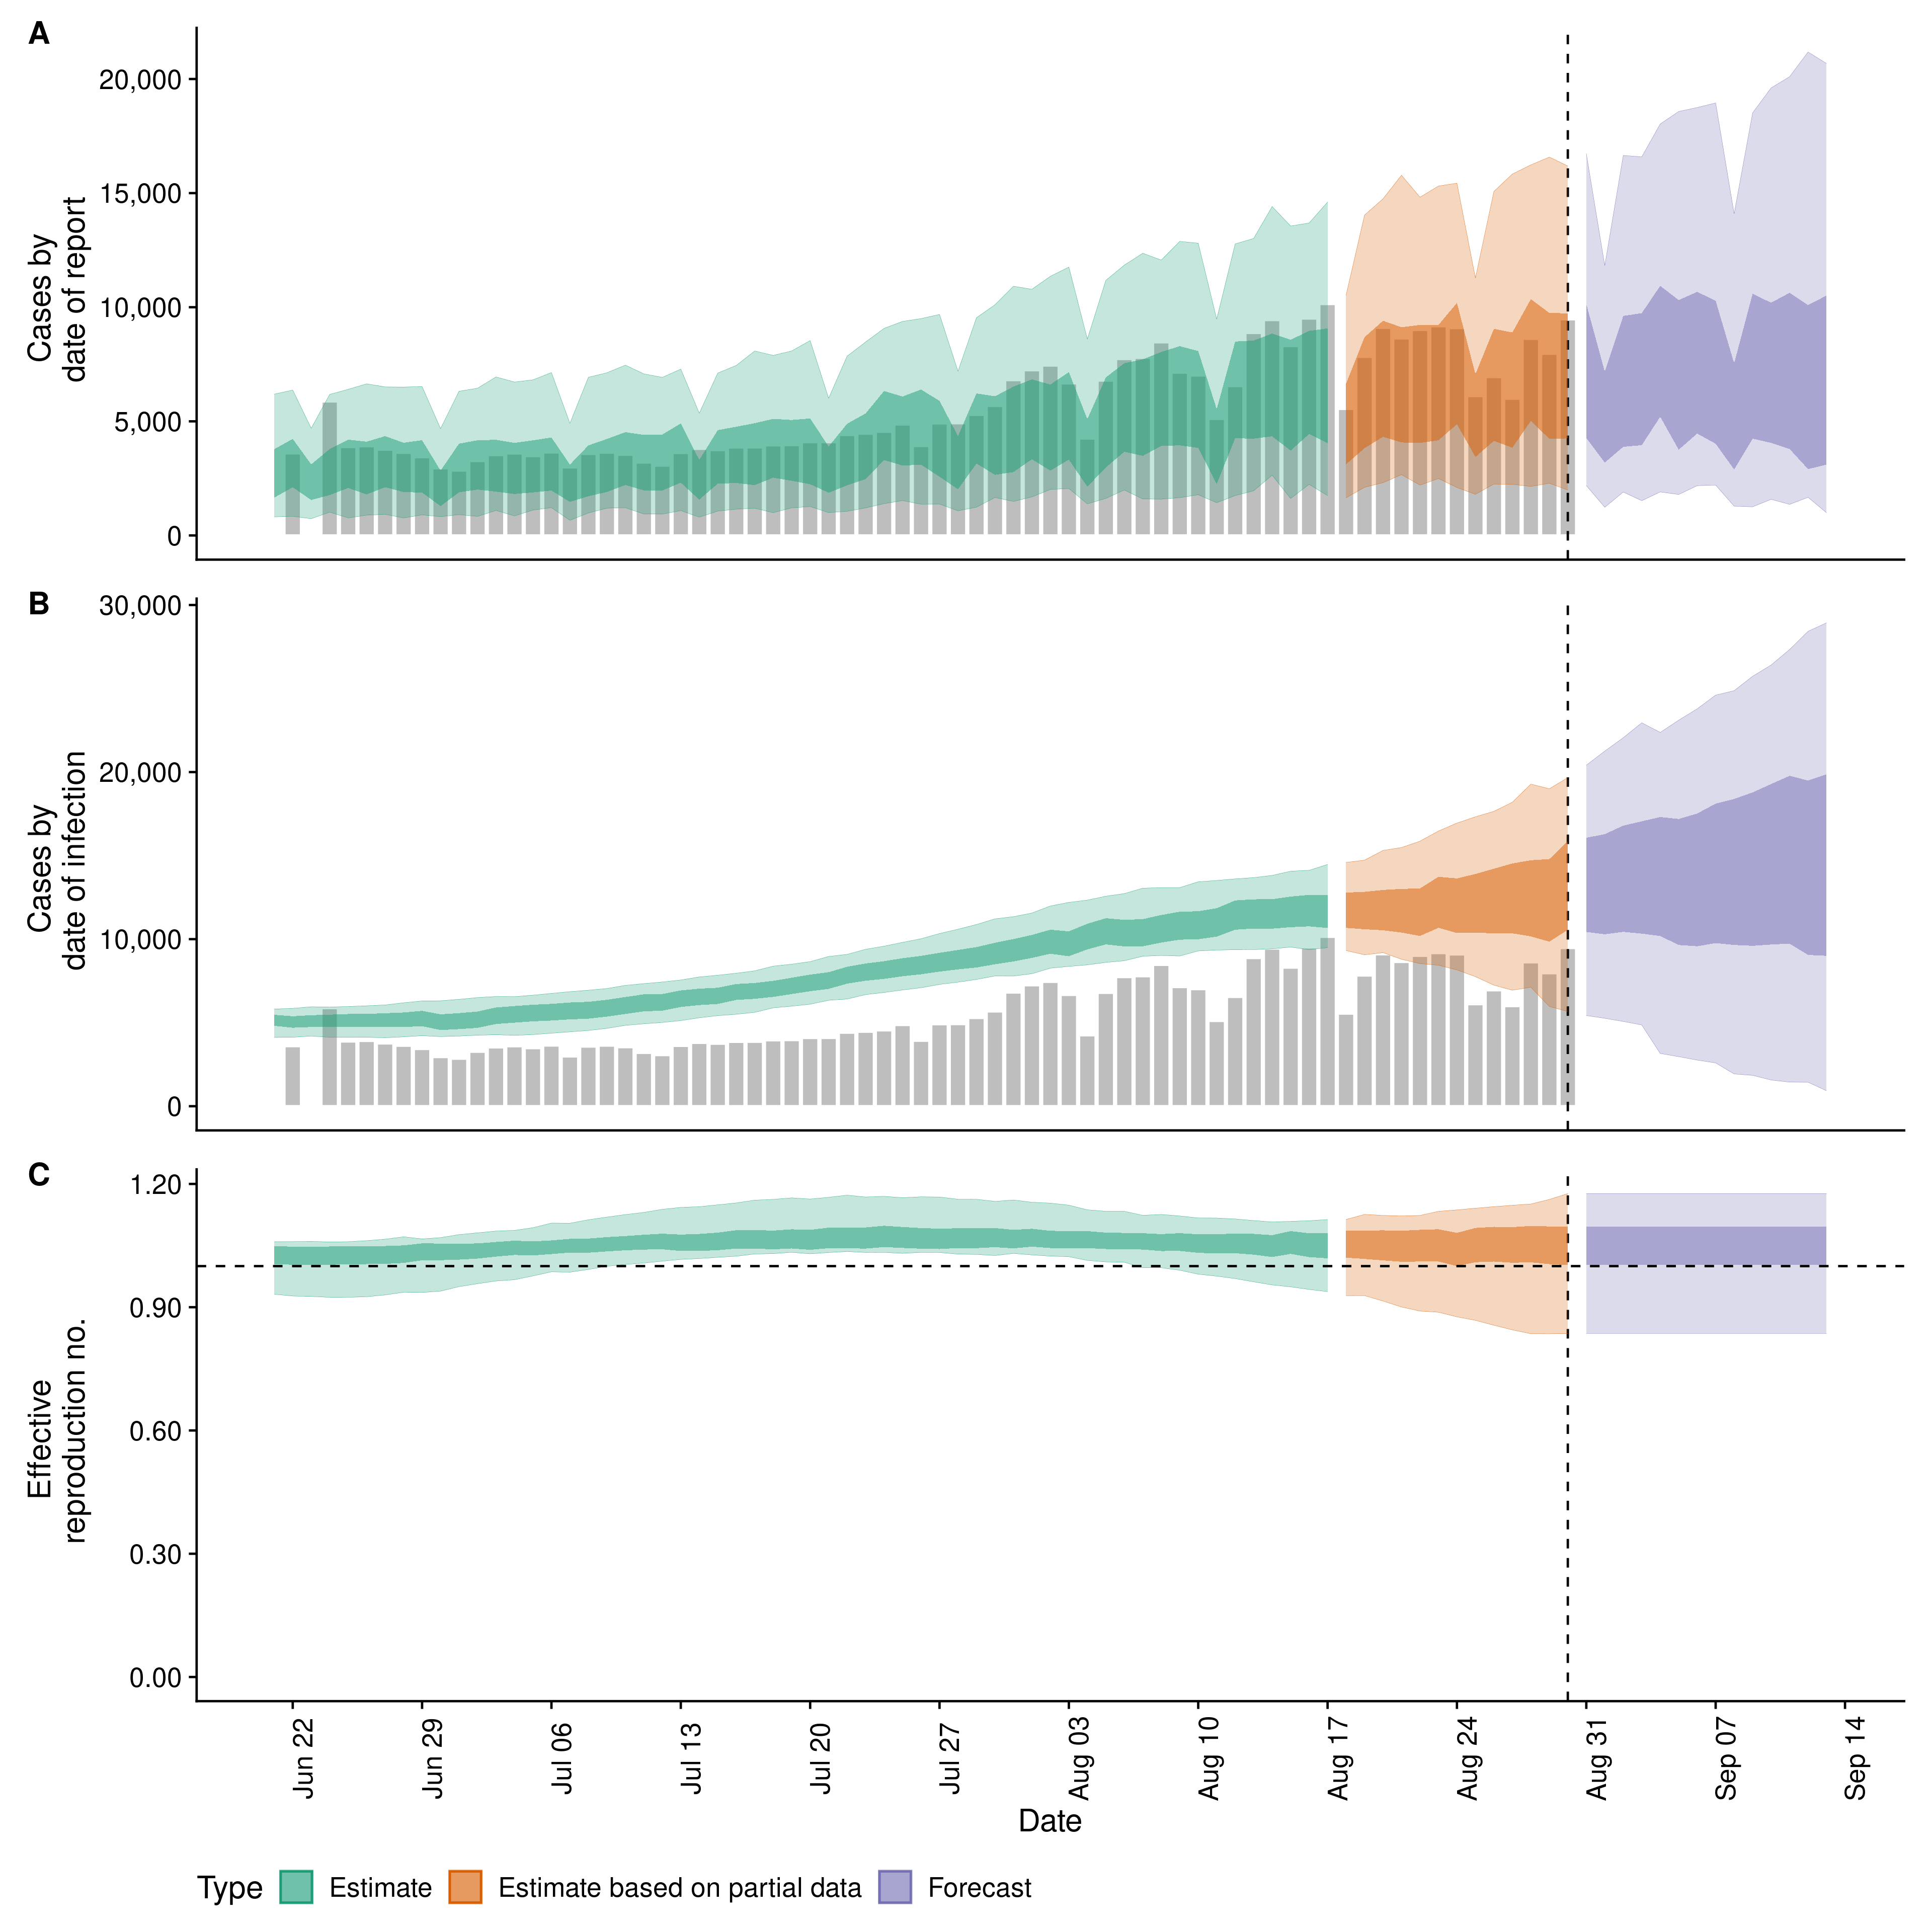 A
Cases by
date of report
20,000
15,000
10,000
5,000
0
B
Cases by
date of infection
30,000
20,000
10,000
0
C
Effective
reproduction no.
1.20
0.90
0.60
0.30
0.00
Jun 22
Jun 29
Jul 06
Jul 13
Jul 20
Jul 27
Aug 03
Aug 10
Aug 17
Aug 24
Aug 31
Sep 07
Sep 14
Date
Type Estimate Estimate based on partial data Forecast